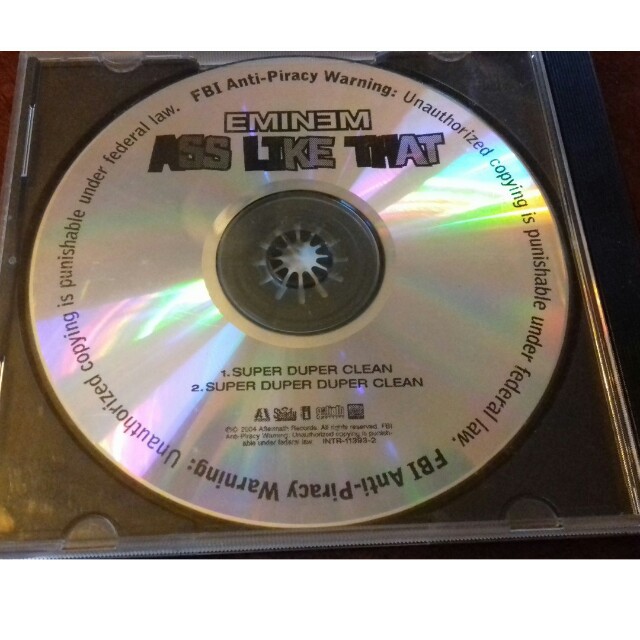 FBI Anti-Piracy Warning: Unauthorized copying is punishable under federal law.
FBI Anti-Piracy Warning: Unauthorized copying is punishable under federal law.
EMINEM
ASS LIKE THAT
1. SUPER DUPER CLEAN
2. SUPER DUPER DUPER CLEAN
Shady
℗© 2004 Aftermath Records. All rights reserved. FBI
Anti-Piracy Warning: Unauthorized copying is punish-
able under federal law. INTR-11393-2